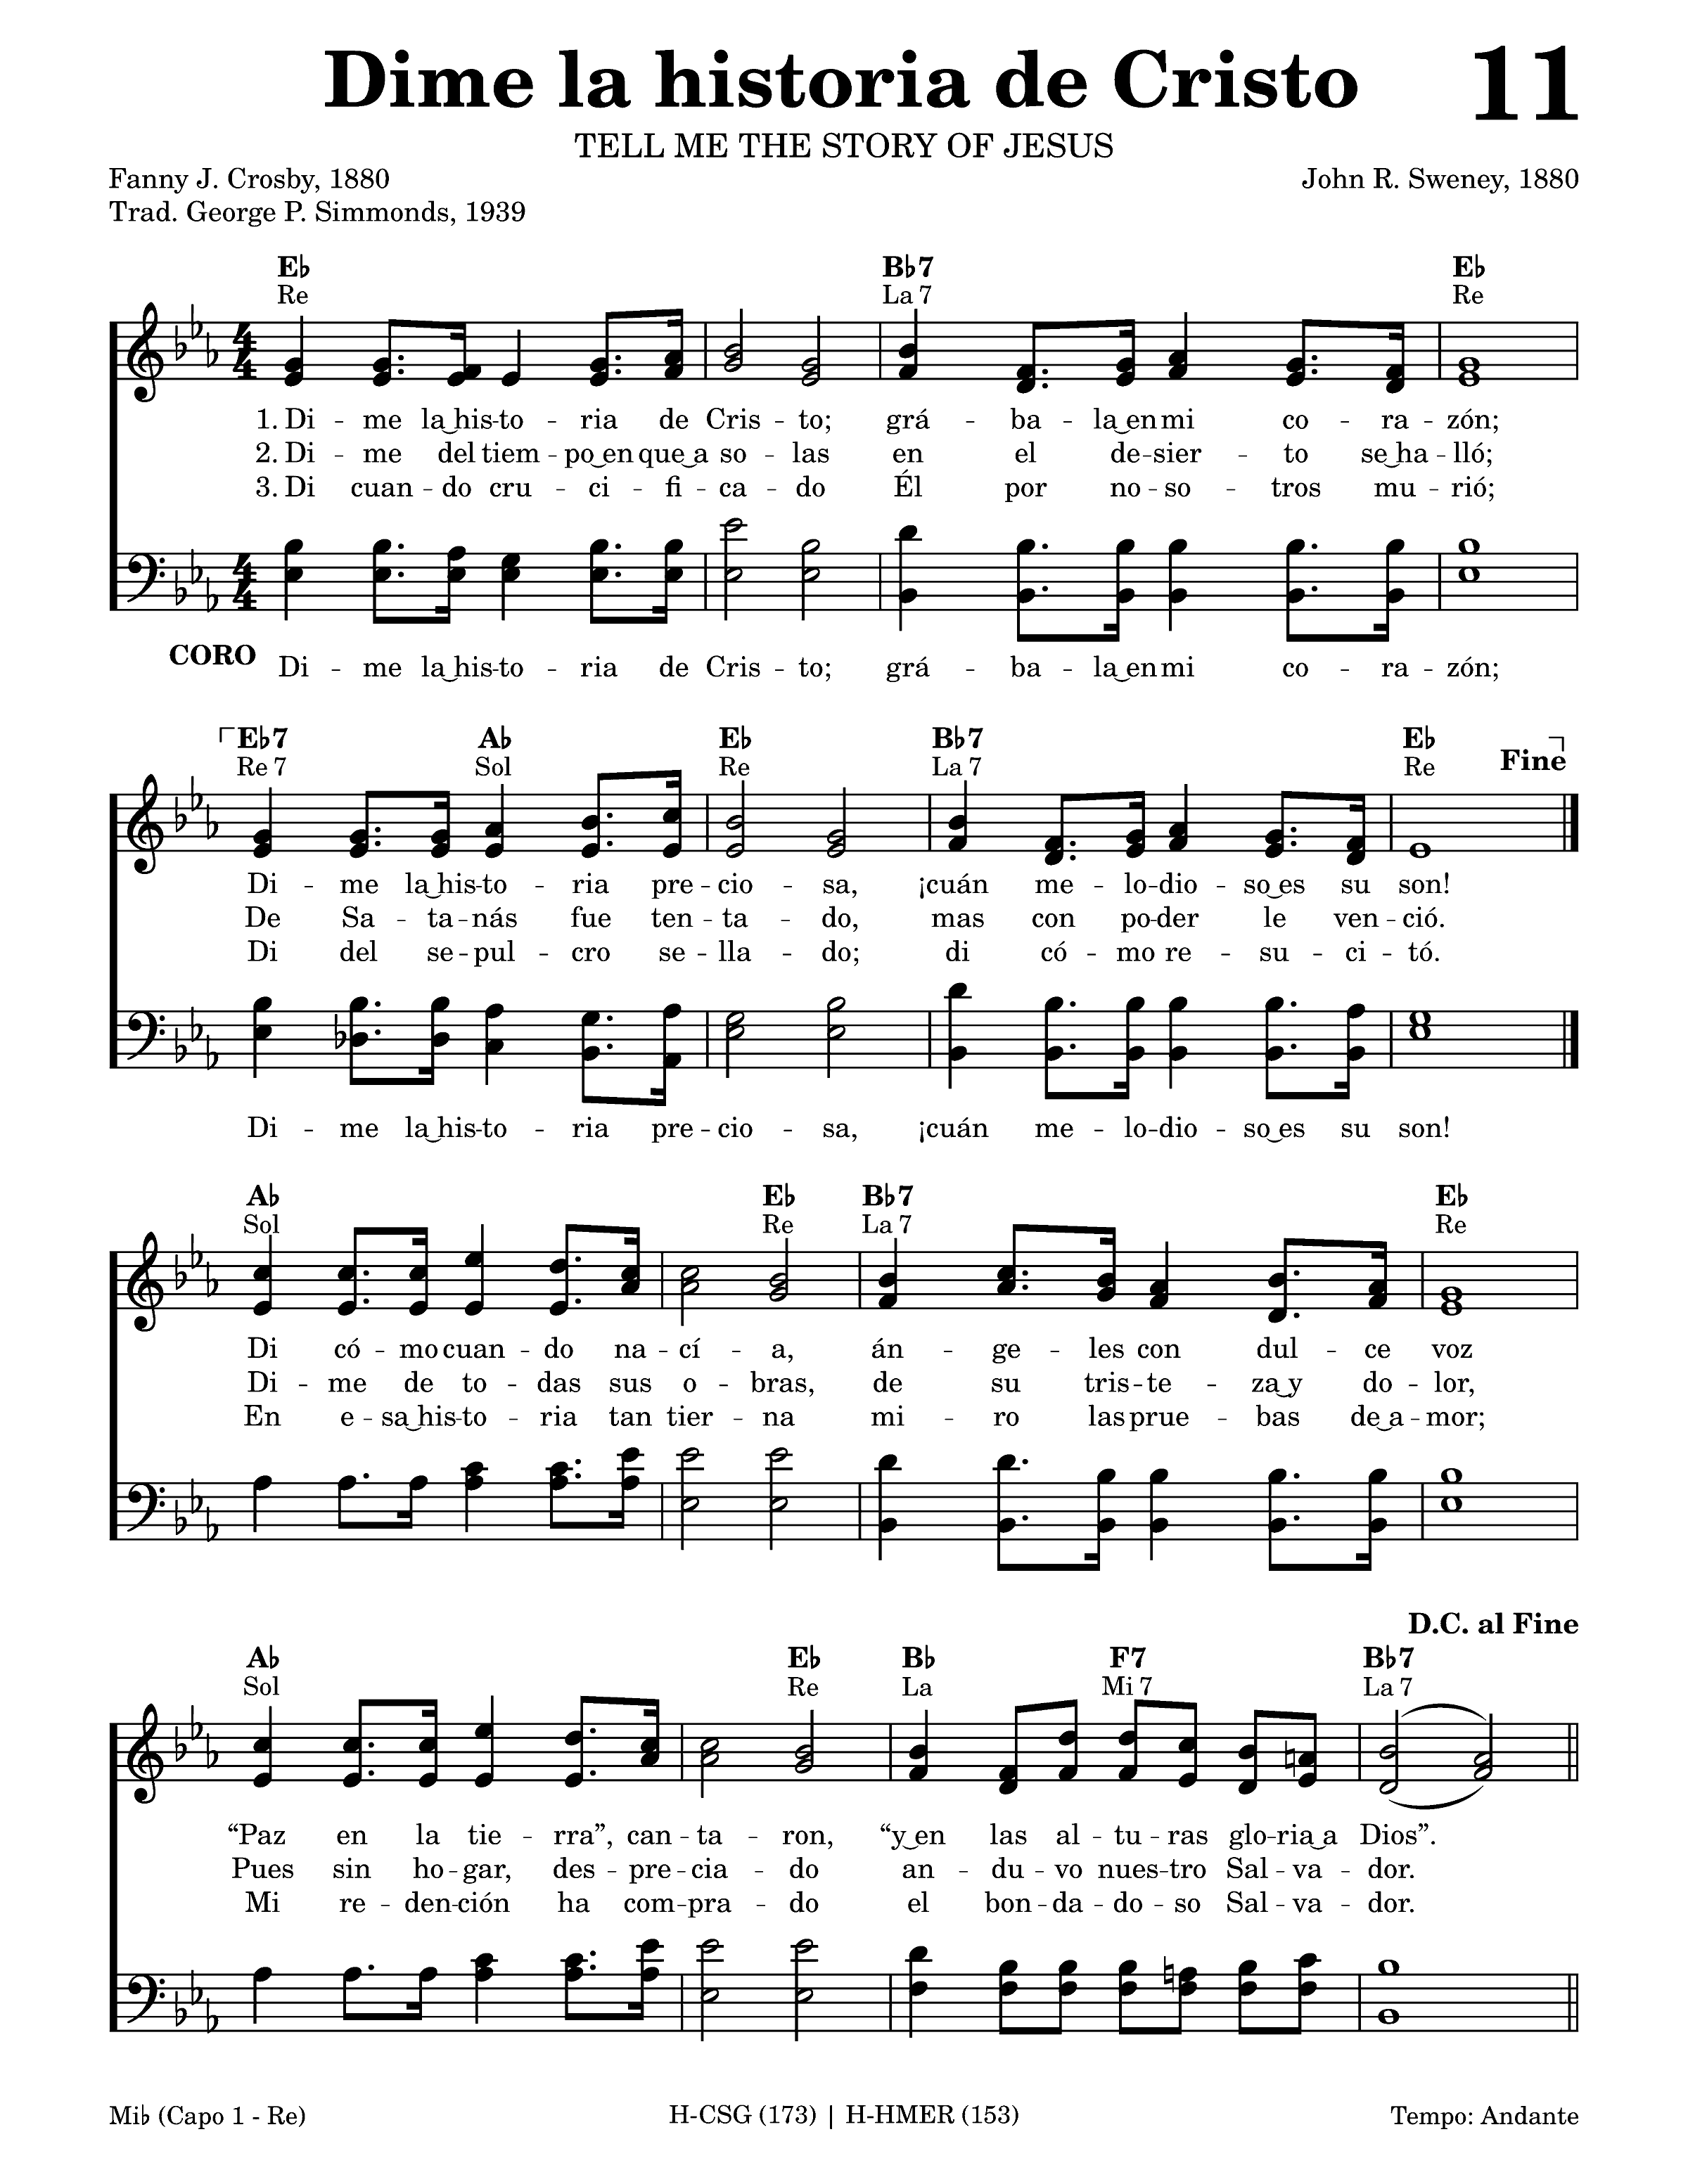 Dime la historia de Cristo 11
TELL ME THE STORY OF JESUS
Fanny J. Crosby, 1880 John R. Sweney, 1880
Trad. George P. Simmonds, 1939
E♭ B♭7 E♭
Re La 7 Re
1. Di -- me la‿his -- to -- ria de Cris -- to; grá -- ba -- la‿en mi co -- ra -- zón;
2. Di -- me del tiem -- po‿en que‿a so -- las en el de -- sier -- to se‿ha -- lló;
3. Di cuan -- do cru -- ci -- fi -- ca -- do Él por no -- so -- tros mu -- rió;
CORO Di -- me la‿his -- to -- ria de Cris -- to; grá -- ba -- la‿en mi co -- ra -- zón;
E♭7 A♭ E♭ B♭7 E♭ Fine
Re 7 Sol Re La 7 Re
Di -- me la‿his -- to -- ria pre -- cio -- sa, ¡cuán me -- lo -- dio -- so‿es su son!
De Sa -- ta -- nás fue ten -- ta -- do, mas con po -- der le ven -- ció.
Di del se -- pul -- cro se -- lla -- do; di có -- mo re -- su -- ci -- tó.
Di -- me la‿his -- to -- ria pre -- cio -- sa, ¡cuán me -- lo -- dio -- so‿es su son!
A♭ E♭ B♭7 E♭
Sol Re La 7 Re
Di có -- mo cuan -- do na -- cí -- a, án -- ge -- les con dul -- ce voz
Di -- me de to -- das sus o -- bras, de su tris -- te -- za‿y do -- lor,
En e -- sa‿his -- to -- ria tan tier -- na mi -- ro las prue -- bas de‿a -- mor;
D.C. al Fine
A♭ E♭ B♭ F7 B♭7
Sol Re La Mi 7 La 7
“Paz en la tie -- rra”, can -- ta -- ron, “y‿en las al -- tu -- ras glo -- ria‿a Dios”.
Pues sin ho -- gar, des -- pre -- cia -- do an -- du -- vo nues -- tro Sal -- va -- dor.
Mi re -- den -- ción ha com -- pra -- do el bon -- da -- do -- so Sal -- va -- dor.
Mi♭ (Capo 1 - Re) H-CSG (173) | H-HMER (153) Tempo: Andante